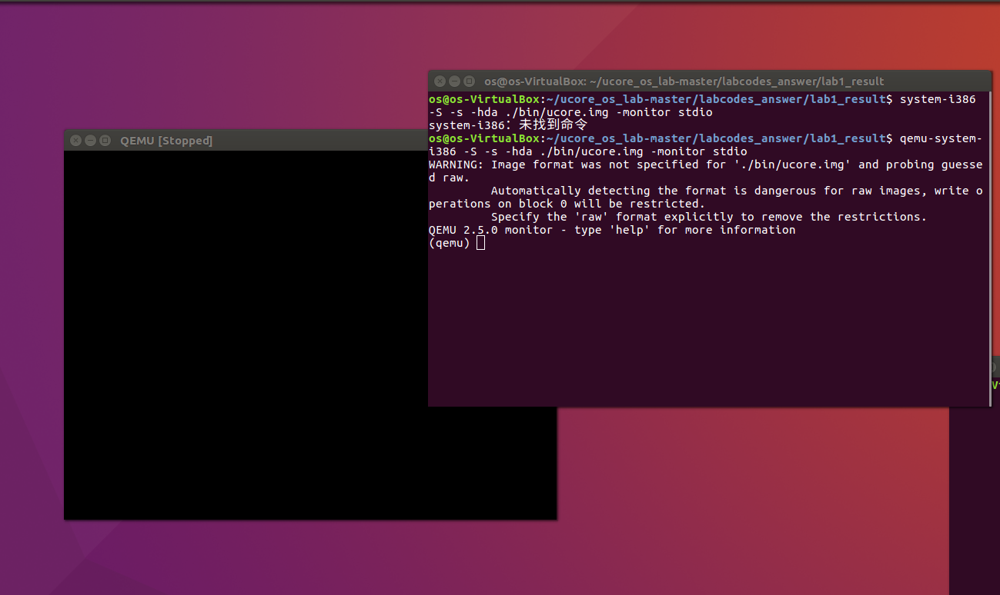 os@os-VirtualBox: ~/ucore_os_lab-master/labcodes_answer/lab1_result
os@os-VirtualBox:~/ucore_os_lab-master/labcodes_answer/lab1_result$ system-i386
-S -s -hda ./bin/ucore.img -monitor stdio
system-i386：未找到命令
os@os-VirtualBox:~/ucore_os_lab-master/labcodes_answer/lab1_result$ qemu-system-
i386 -S -s -hda ./bin/ucore.img -monitor stdio
WARNING: Image format was not specified for './bin/ucore.img' and probing guesse
d raw.
Automatically detecting the format is dangerous for raw images, write o
perations on block 0 will be restricted.
Specify the 'raw' format explicitly to remove the restrictions.
QEMU 2.5.0 monitor - type 'help' for more information
(qemu)
QEMU [Stopped]